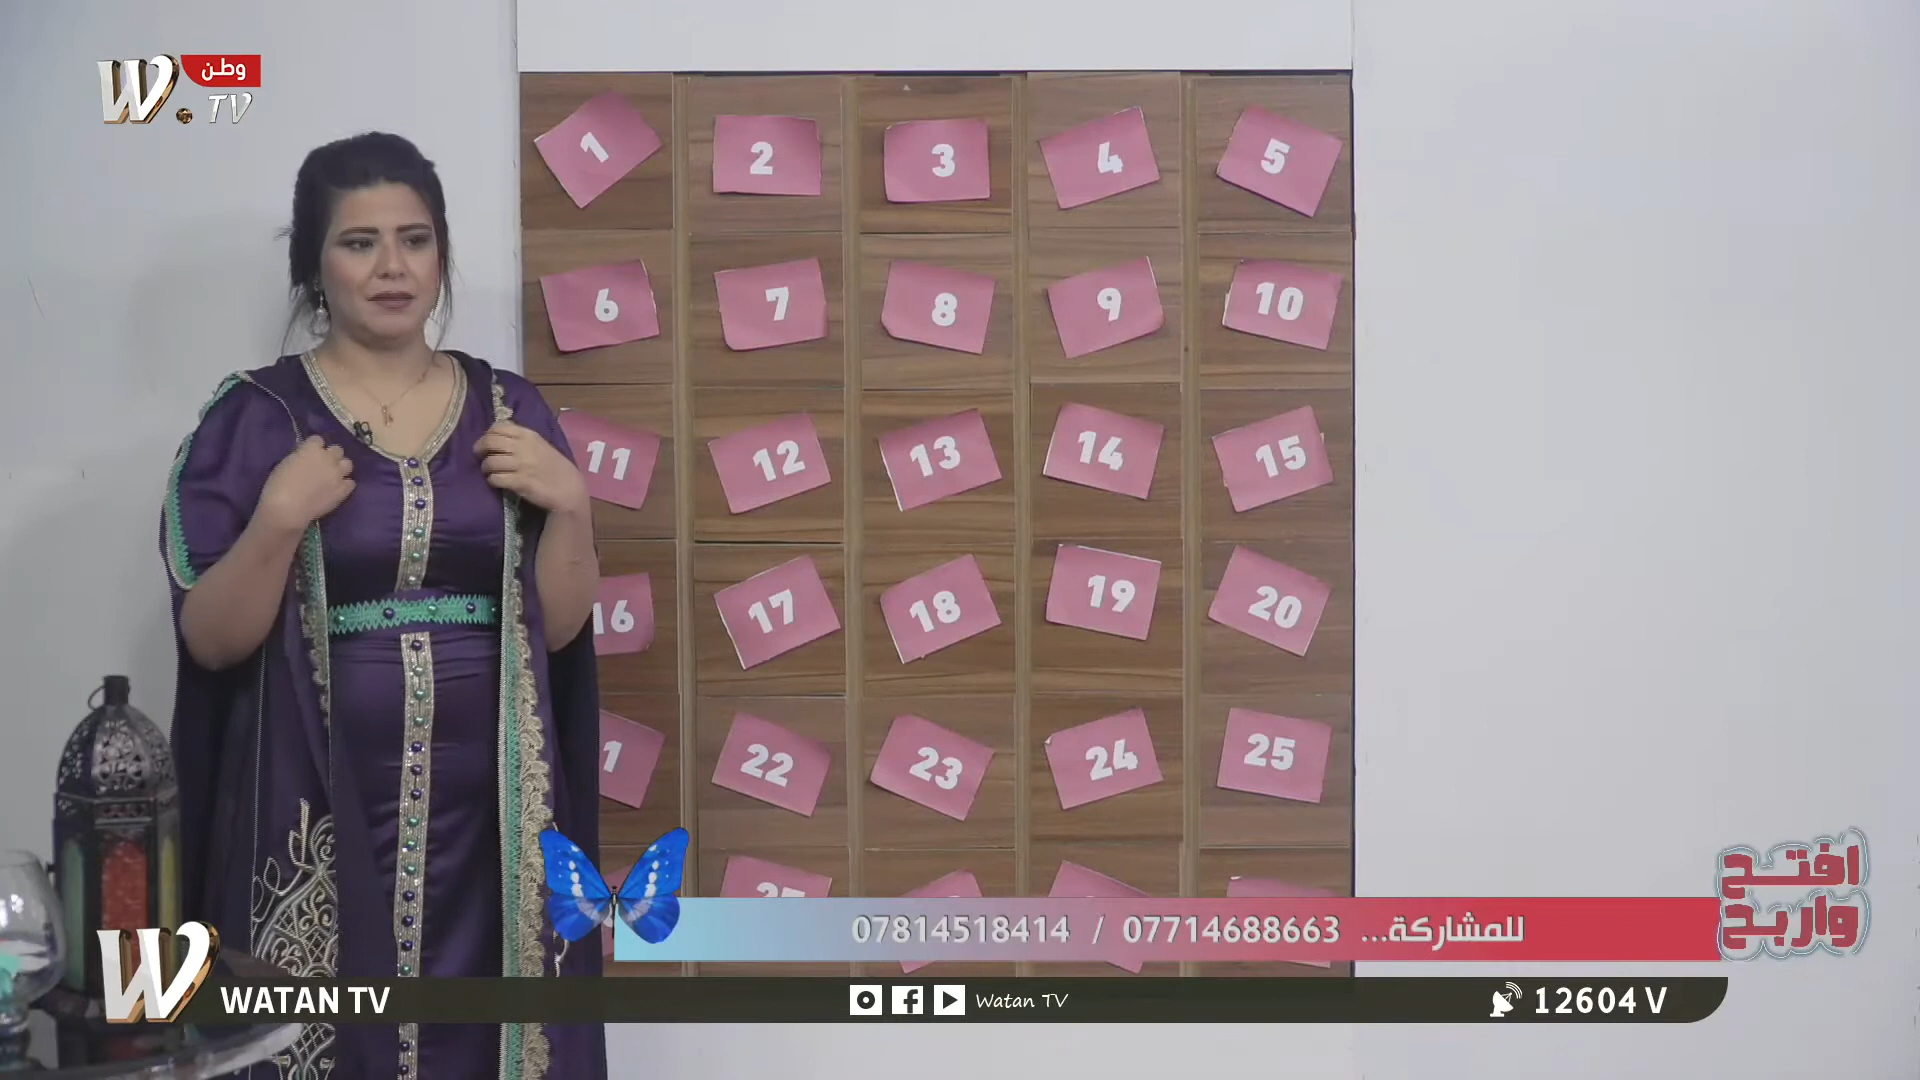 وطن
W.TV
1 2 3 4 5
6 7 8 9 10
11 12 13 14 15
16 17 18 19 20
1 22 23 24 25
افتح
واربح
للمشاركة... 07714688663 / 07814518414
W WATAN TV
Watan TV
12604 V